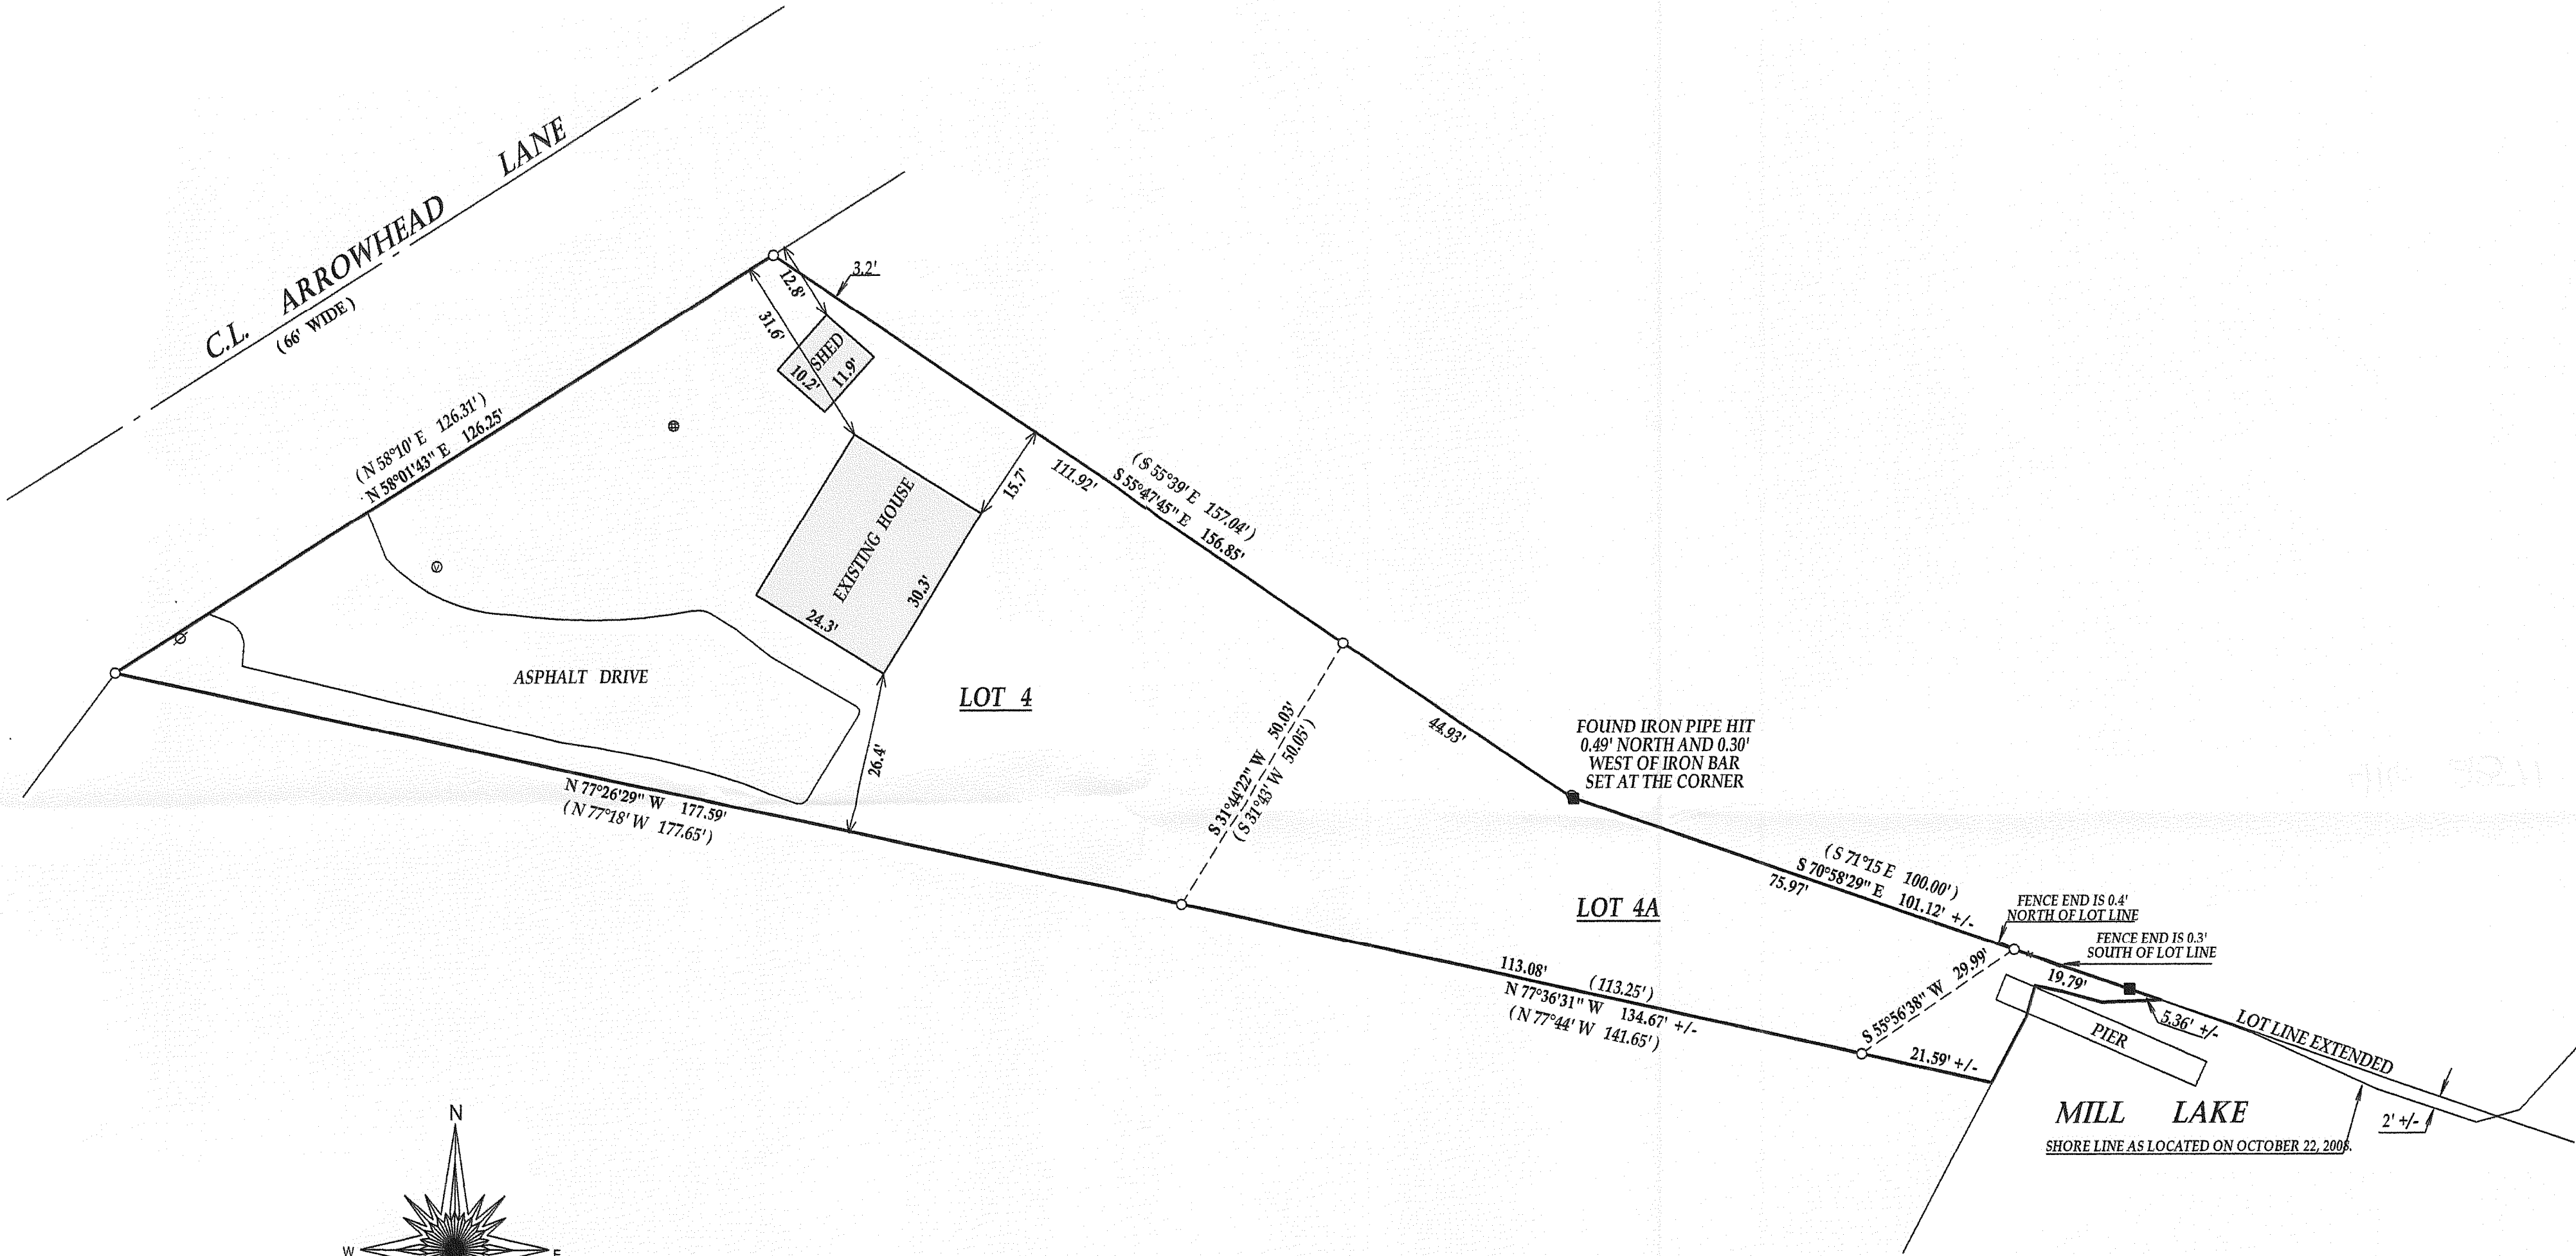 C.L. ARROWHEAD LANE
(66' WIDE)
(N 58°10' E 126.31')
N 58°01'43" E 126.25'
12.8'
3.2'
31.6'
SHED
10.2'
11.9'
EXISTING HOUSE
15.7'
30.3'
24.3'
26.4'
ASPHALT DRIVE
LOT 4
111.92'
(S 55°39' E 157.04')
S 55°47'45" E 156.85'
44.93'
N 77°26'29" W 177.59'
(N 77°18' W 177.65')
S 31°44'22" W 50.03'
(S 31°43' W 50.05')
FOUND IRON PIPE HIT
0.49' NORTH AND 0.30'
WEST OF IRON BAR
SET AT THE CORNER
LOT 4A
(S 71°15 E 100.00')
S 70°58'29" E 101.12' +/-
75.97'
FENCE END IS 0.4'
NORTH OF LOT LINE
FENCE END IS 0.3'
SOUTH OF LOT LINE
19.79'
5.36' +/-
S 55°56'38" W 29.99'
113.08' (113.25')
N 77°36'31" W 134.67' +/-
(N 77°44' W 141.65')
21.59' +/-
PIER
LOT LINE EXTENDED
2' +/-
MILL LAKE
SHORE LINE AS LOCATED ON OCTOBER 22, 2008.
V
N
W E